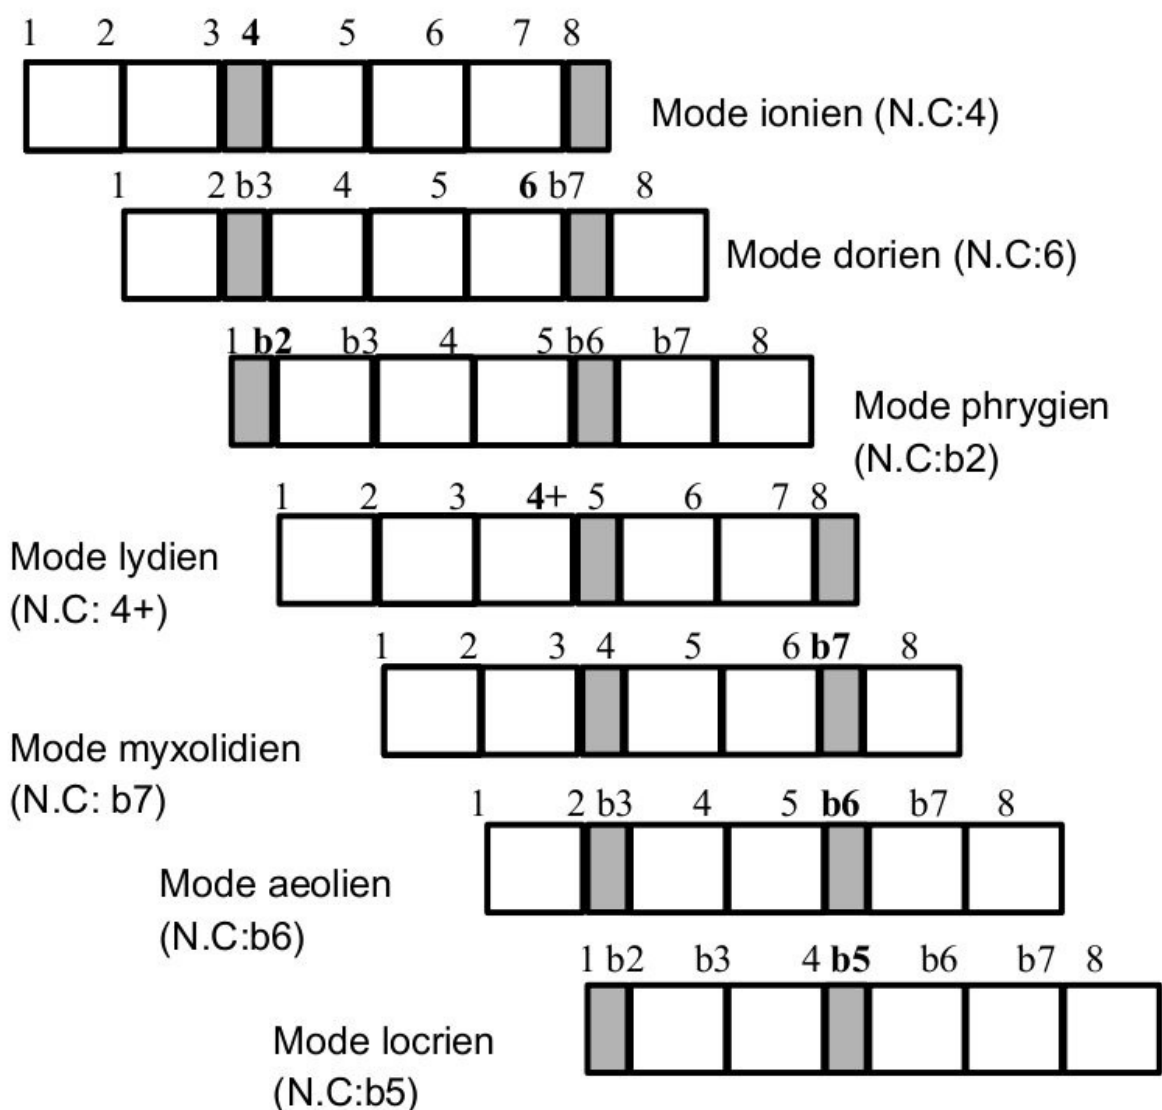 1 2 3 4 5 6 7 8
Mode ionien (N.C:4)
1 2 b3 4 5 6 b7 8
Mode dorien (N.C:6)
1 b2 b3 4 5 b6 b7 8
Mode phrygien
(N.C:b2)
1 2 3 4+ 5 6 7 8
Mode lydien
(N.C: 4+)
1 2 3 4 5 6 b7 8
Mode myxolidien
(N.C: b7)
1 2 b3 4 5 b6 b7 8
Mode aeolien
(N.C:b6)
1 b2 b3 4 b5 b6 b7 8
Mode locrien
(N.C:b5)